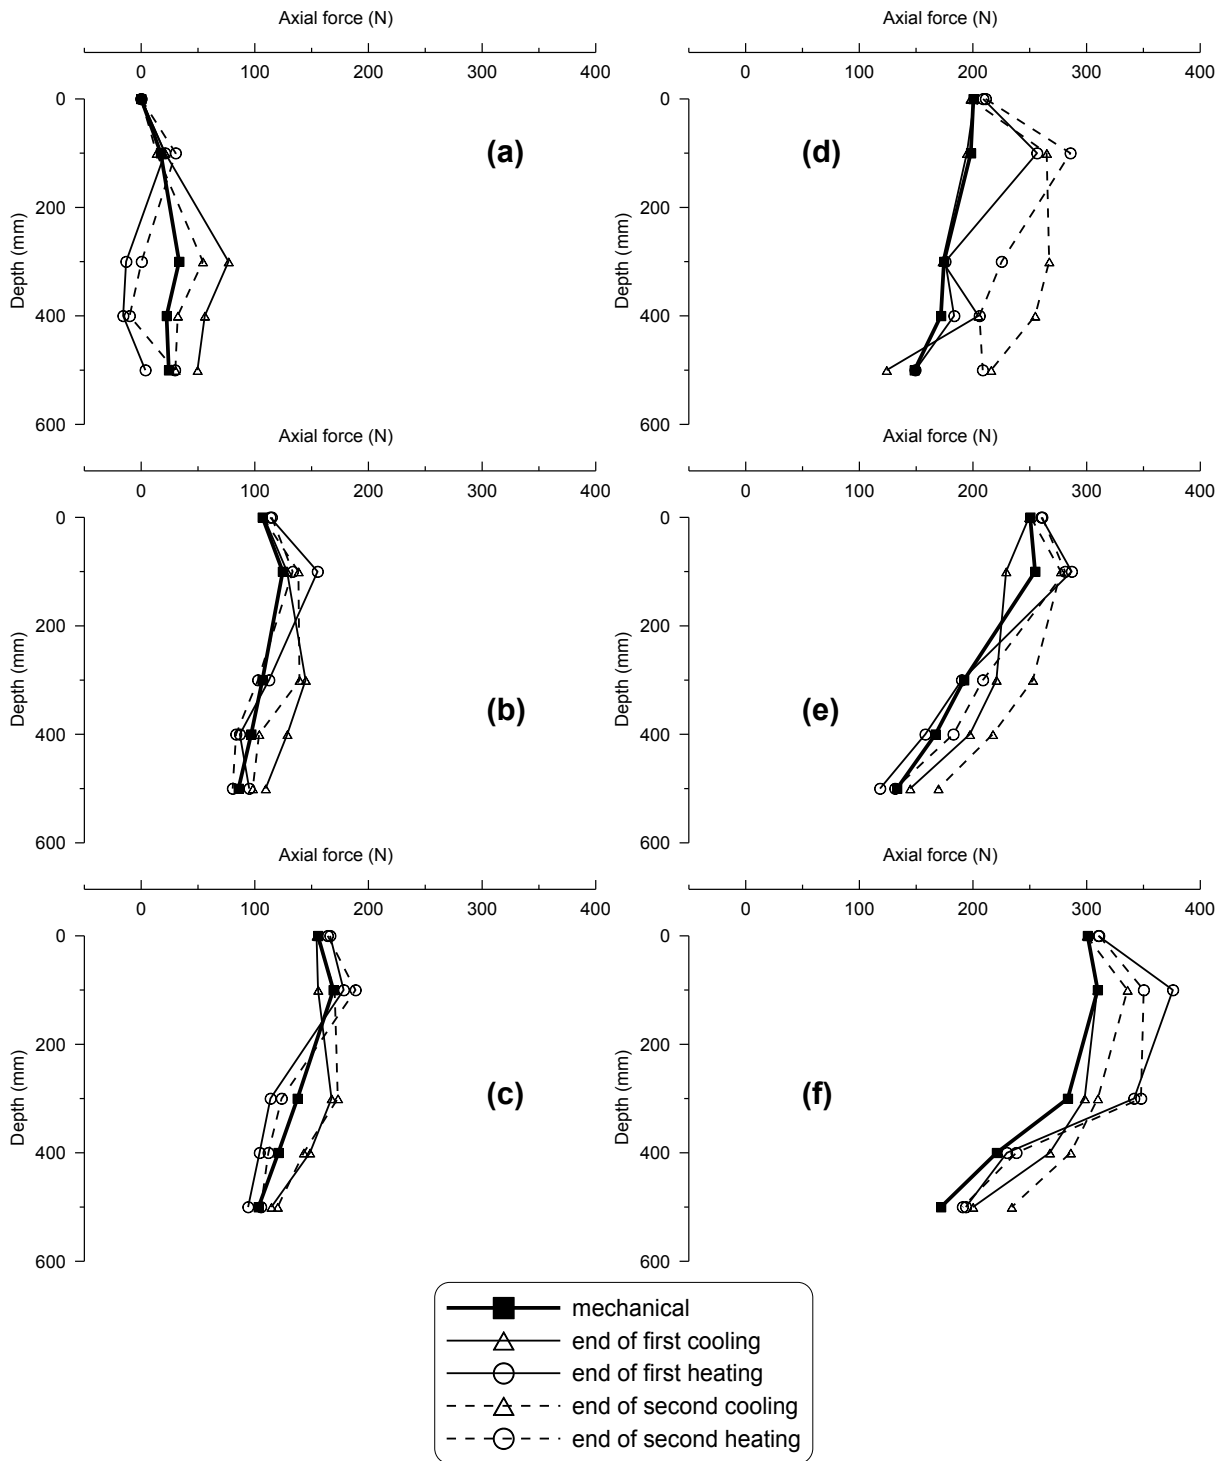 Axial force (N)
0 100 200 300 400
0
200
400
600
Depth (mm)
(a)
Axial force (N)
0 100 200 300 400
0
200
400
600
Depth (mm)
(d)
Axial force (N)
0 100 200 300 400
0
200
400
600
Depth (mm)
(b)
Axial force (N)
0 100 200 300 400
0
200
400
600
Depth (mm)
(e)
Axial force (N)
0 100 200 300 400
0
200
400
600
Depth (mm)
(c)
Axial force (N)
0 100 200 300 400
0
200
400
600
Depth (mm)
(f)
mechanical
end of first cooling
end of first heating
end of second cooling
end of second heating